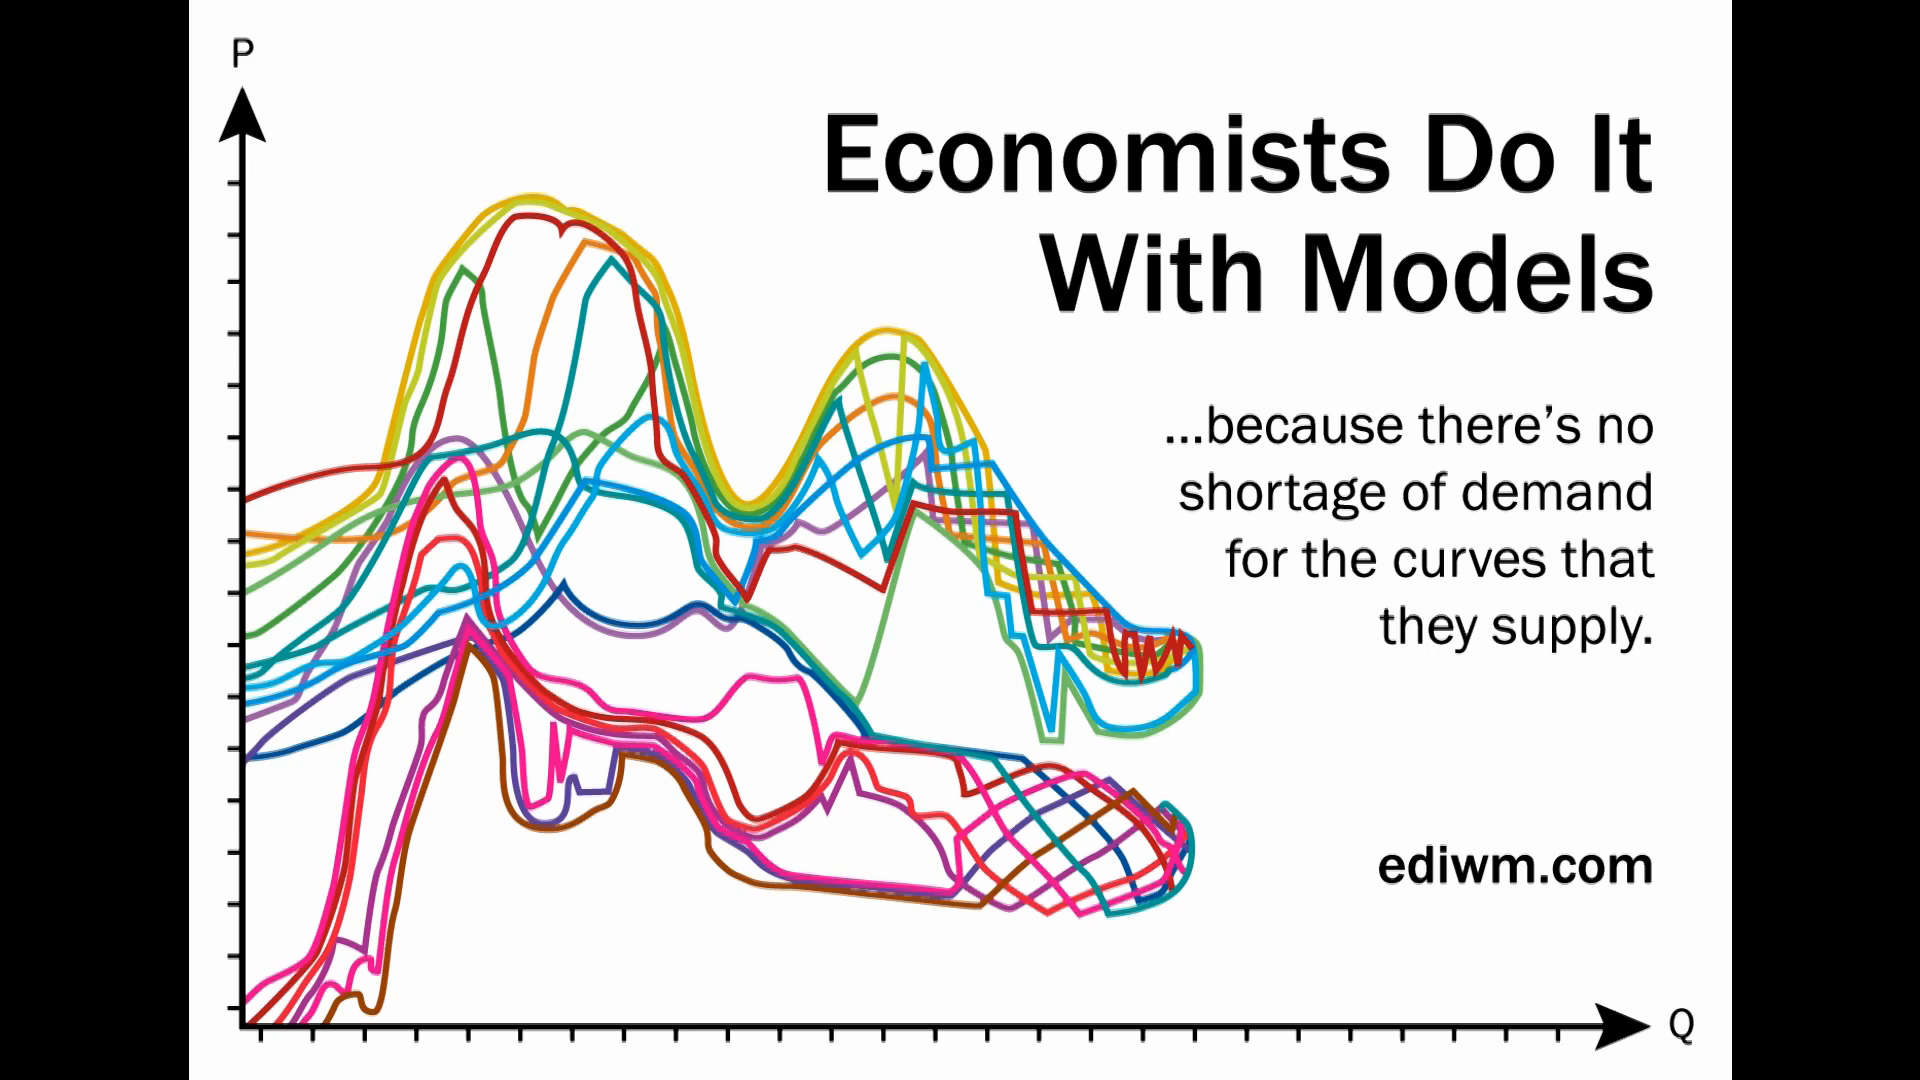 P
Economists Do It
With Models
...because there's no
shortage of demand
for the curves that
they supply.
ediwm.com
Q